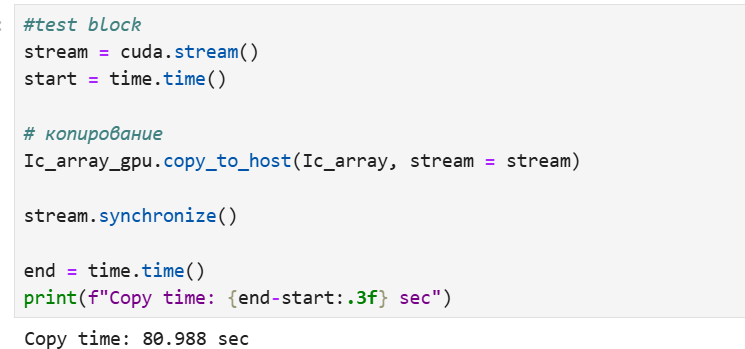 #test block
stream = cuda.stream()
start = time.time()
# копирование
Ic_array_gpu.copy_to_host(Ic_array, stream = stream)
stream.synchronize()
end = time.time()
print(f"Copy time: {end-start:.3f} sec")
Copy time: 80.988 sec